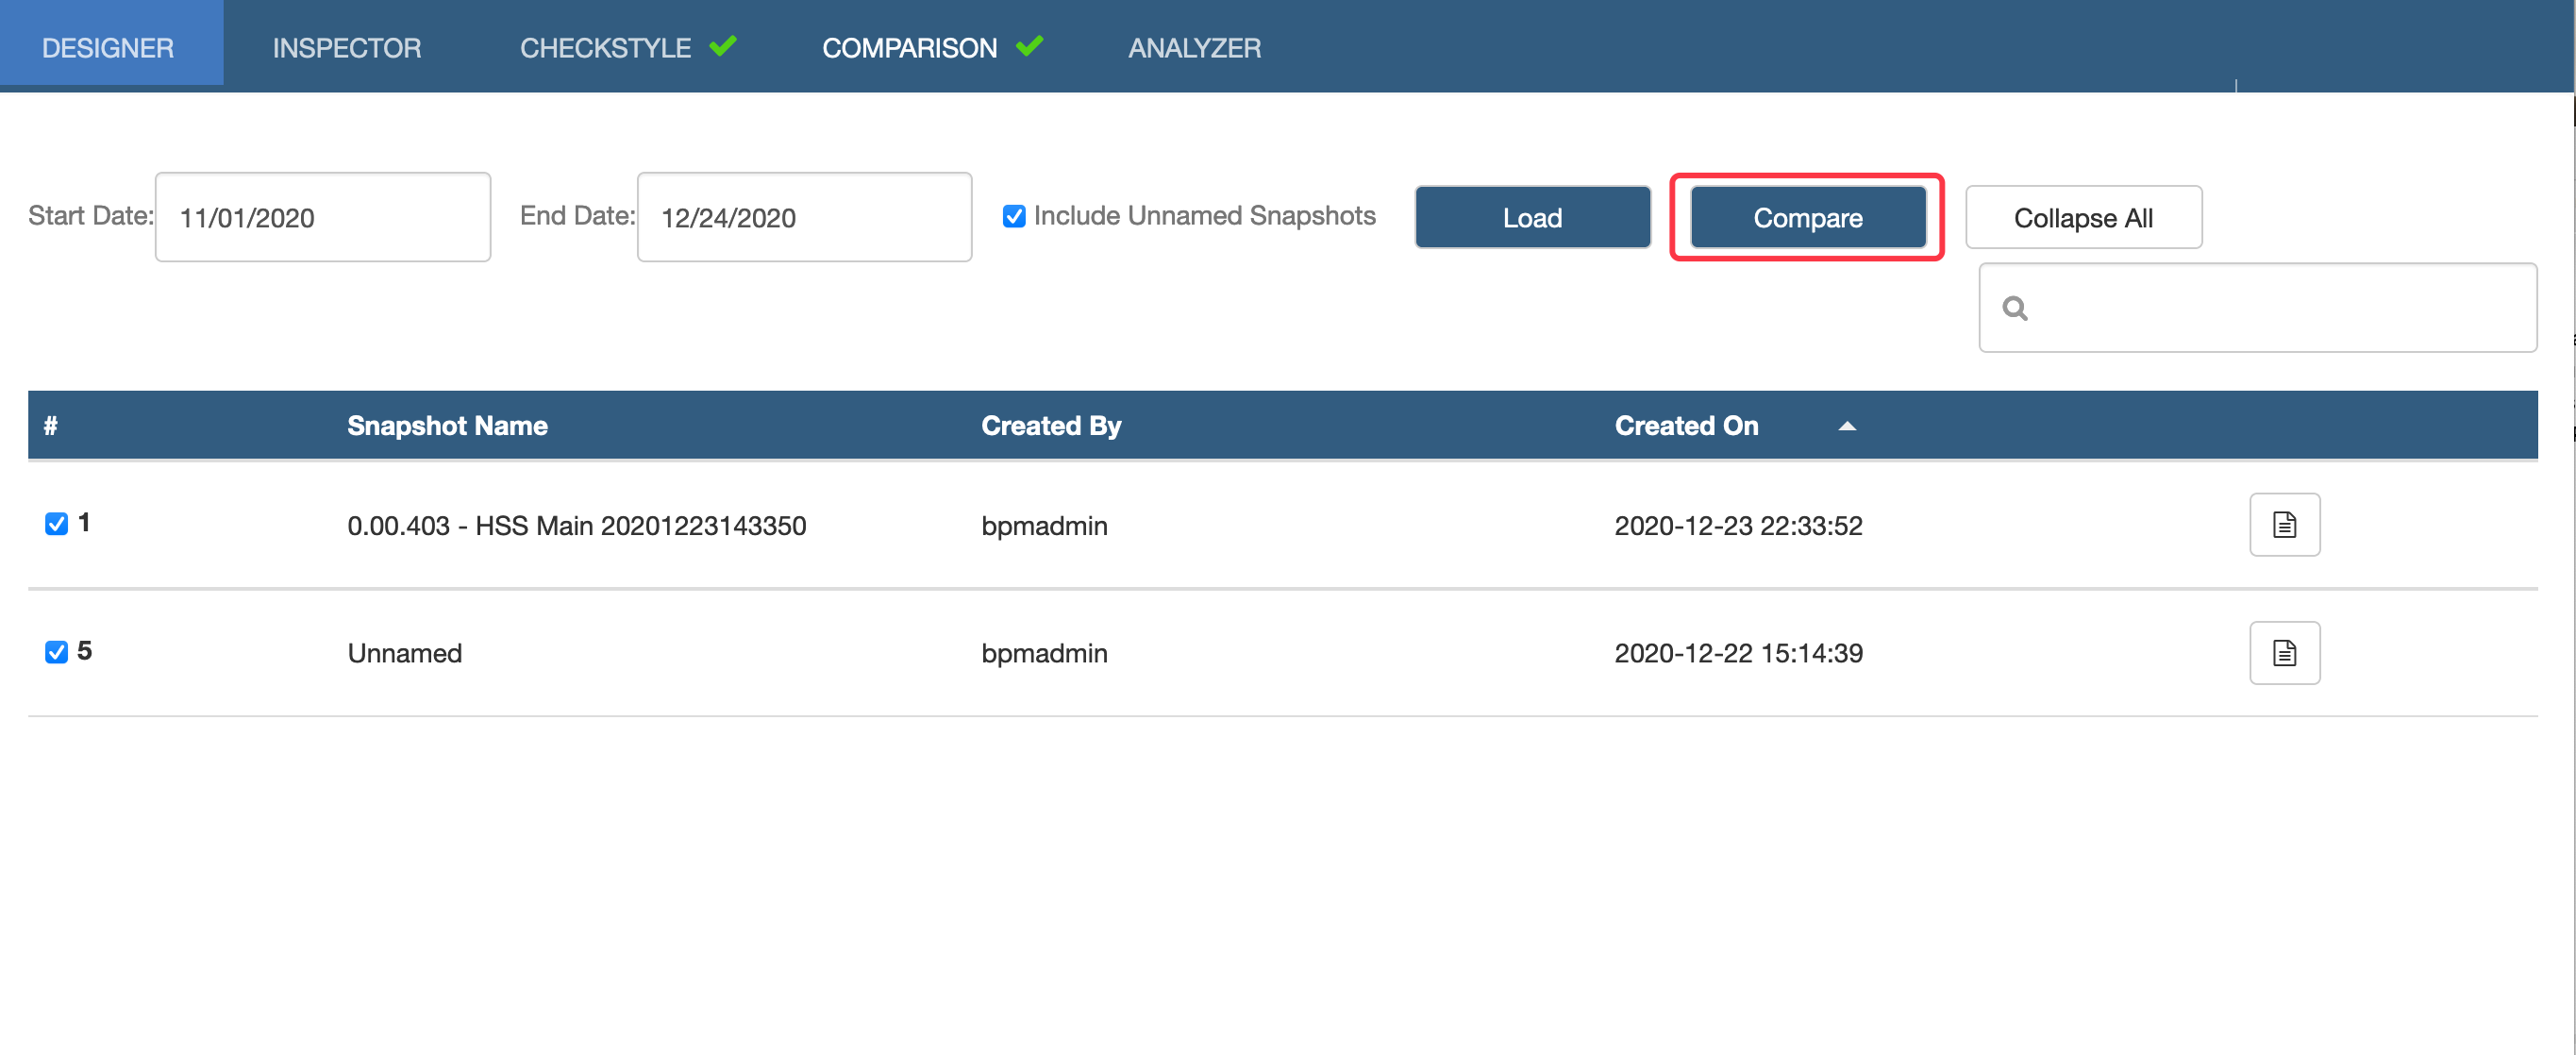 DESIGNER INSPECTOR CHECKSTYLE COMPARISON ANALYZER
Start Date: 11/01/2020 End Date: 12/24/2020 Include Unnamed Snapshots Load Compare Collapse All
# Snapshot Name Created By Created On
1 0.00.403 - HSS Main 20201223143350 bpmadmin 2020-12-23 22:33:52
5 Unnamed bpmadmin 2020-12-22 15:14:39